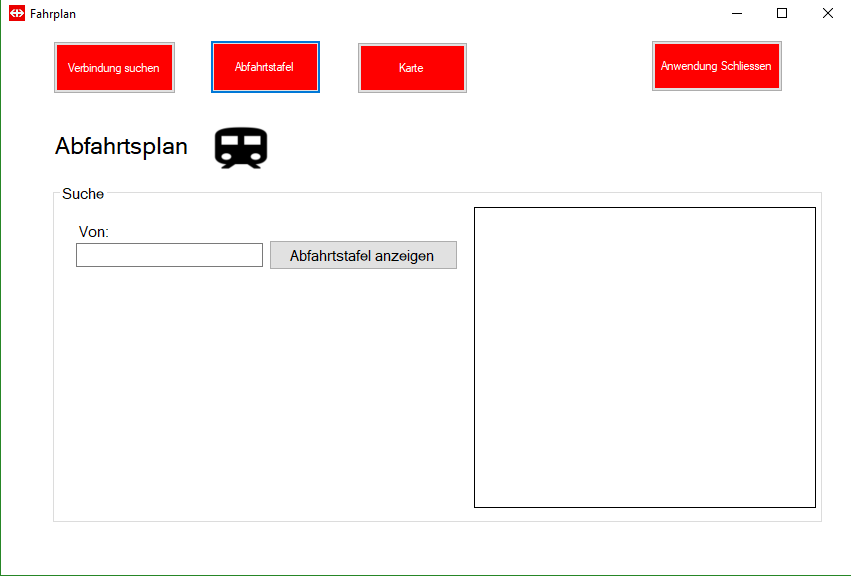 Fahrplan
Verbindung suchen
Abfahrtstafel
Karte
Anwendung Schliessen
Abfahrtsplan
Suche
Von:
Abfahrtstafel anzeigen